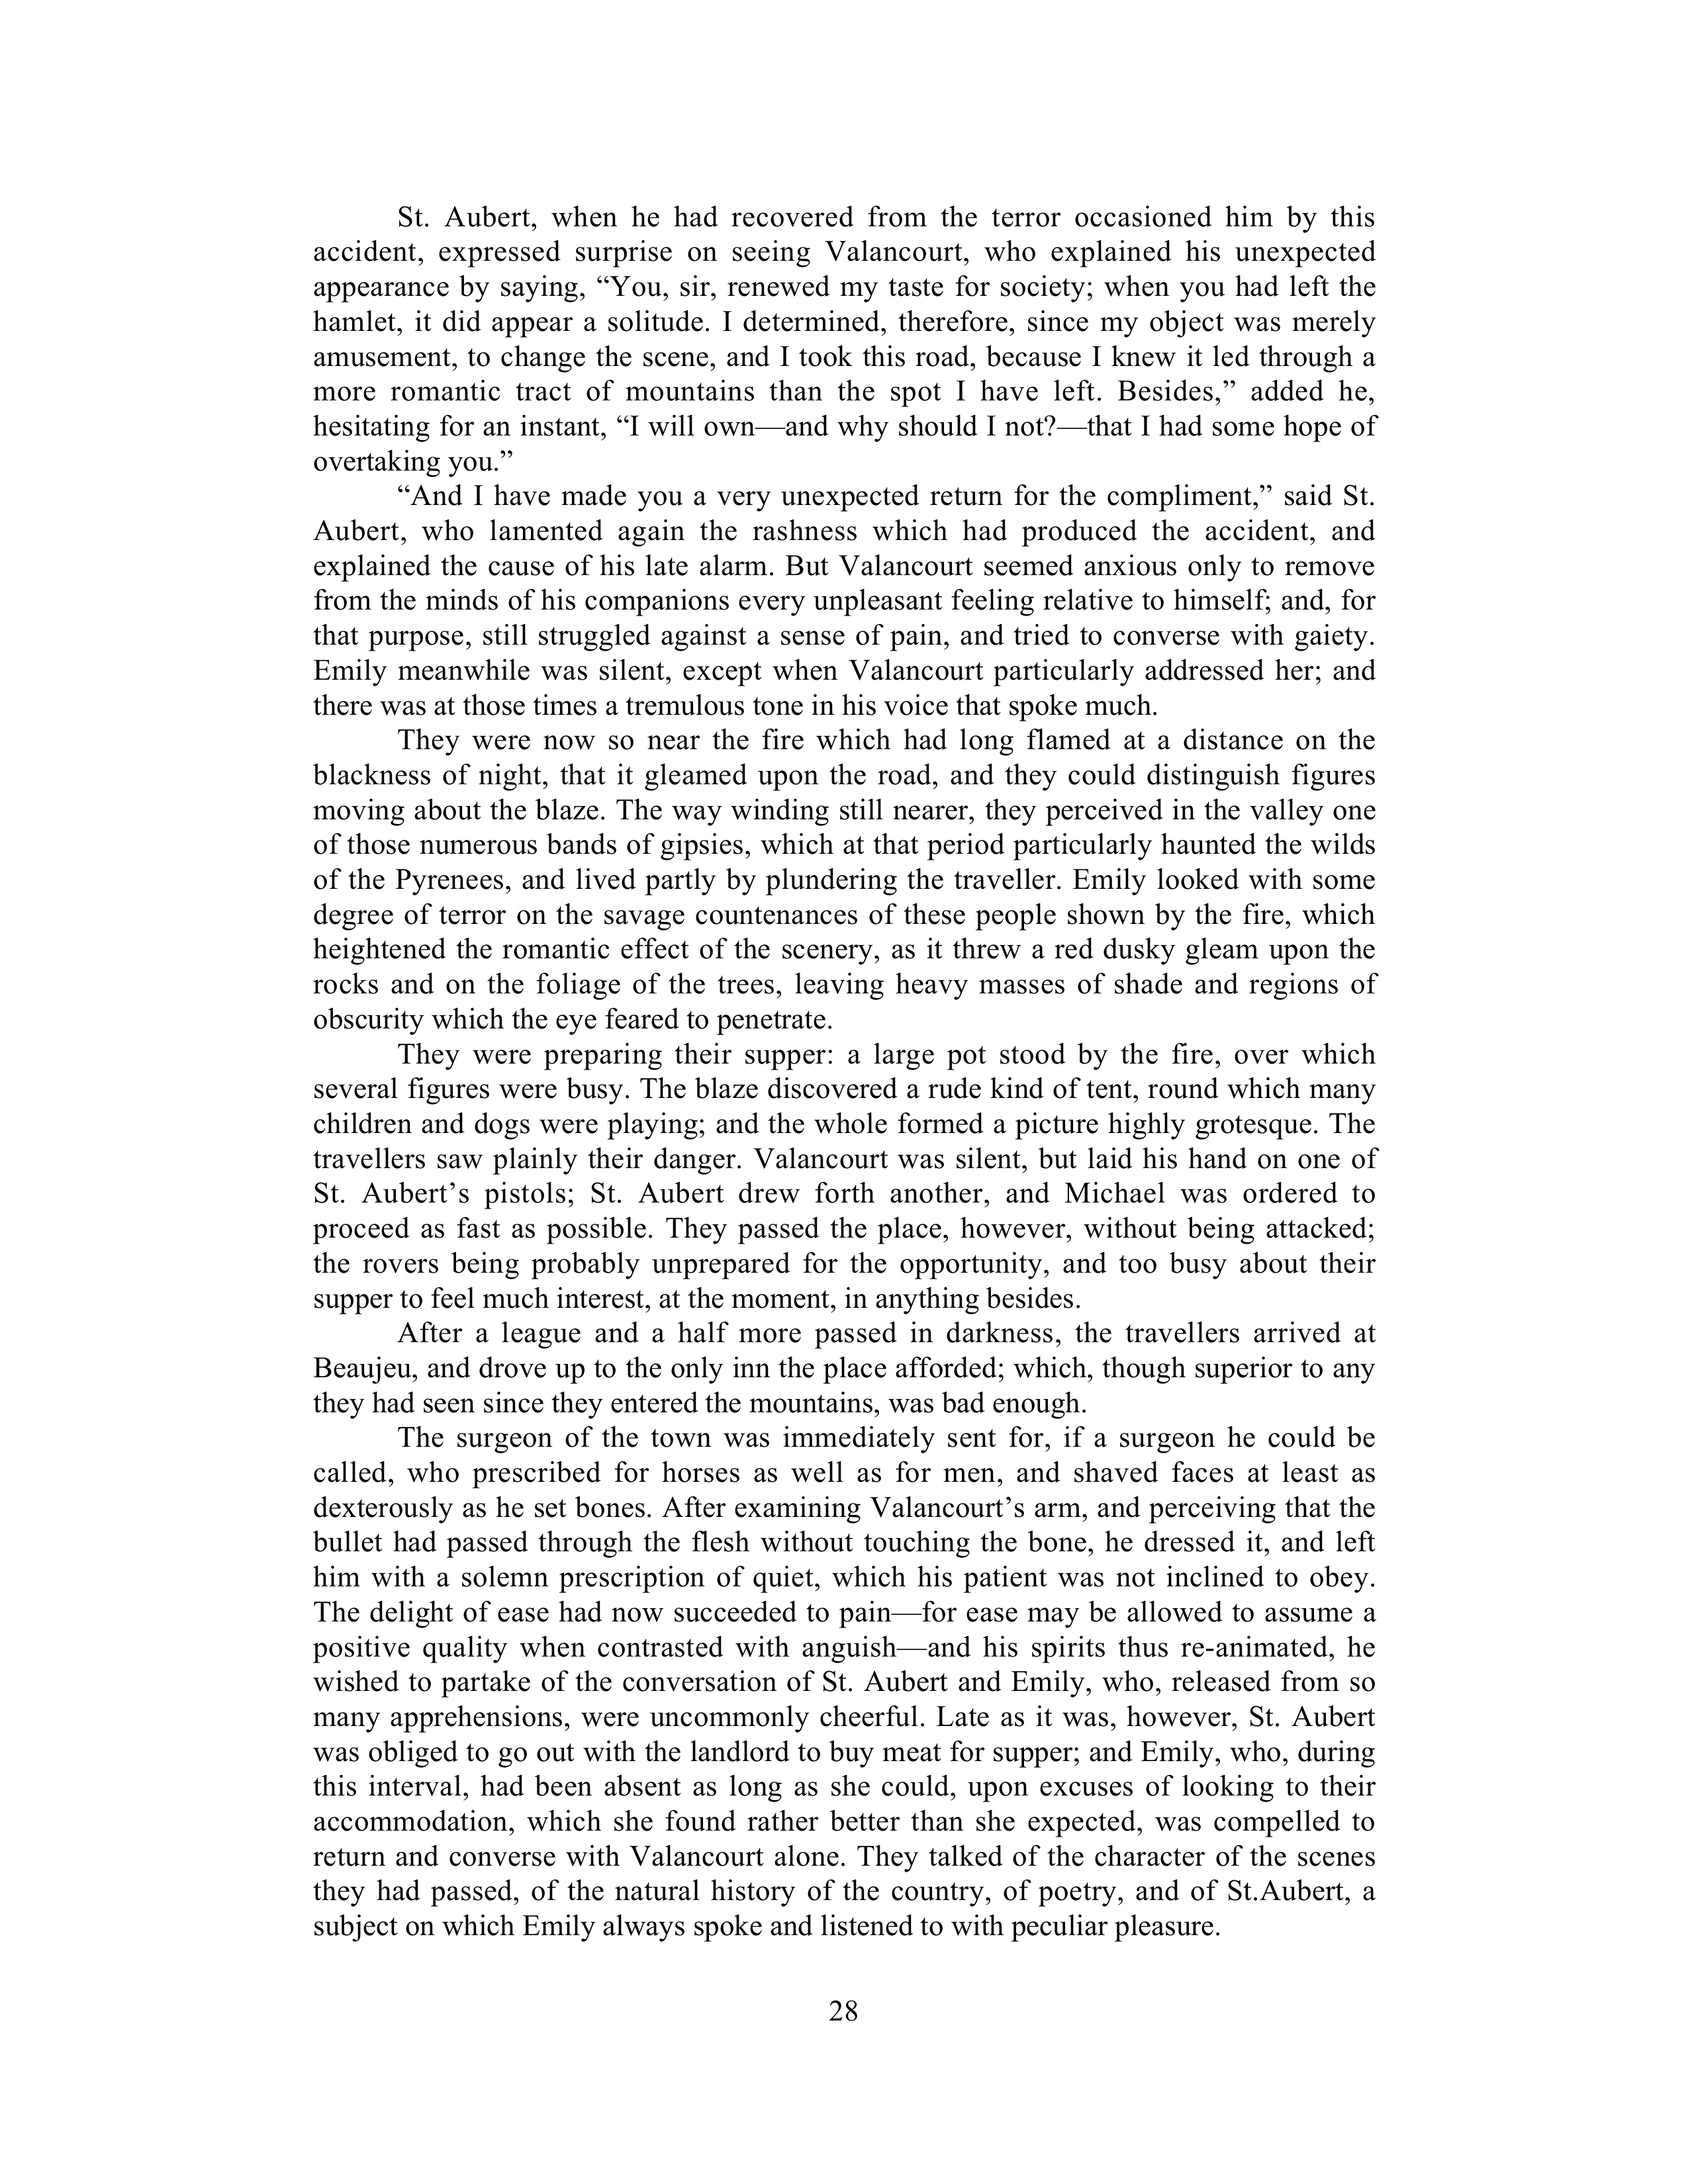 St. Aubert, when he had recovered from the terror occasioned him by this
accident, expressed surprise on seeing Valancourt, who explained his unexpected
appearance by saying, “You, sir, renewed my taste for society; when you had left the
hamlet, it did appear a solitude. I determined, therefore, since my object was merely
amusement, to change the scene, and I took this road, because I knew it led through a
more romantic tract of mountains than the spot I have left. Besides,” added he,
hesitating for an instant, “I will own—and why should I not?—that I had some hope of
overtaking you.”
“And I have made you a very unexpected return for the compliment,” said St.
Aubert, who lamented again the rashness which had produced the accident, and
explained the cause of his late alarm. But Valancourt seemed anxious only to remove
from the minds of his companions every unpleasant feeling relative to himself; and, for
that purpose, still struggled against a sense of pain, and tried to converse with gaiety.
Emily meanwhile was silent, except when Valancourt particularly addressed her; and
there was at those times a tremulous tone in his voice that spoke much.
They were now so near the fire which had long flamed at a distance on the
blackness of night, that it gleamed upon the road, and they could distinguish figures
moving about the blaze. The way winding still nearer, they perceived in the valley one
of those numerous bands of gipsies, which at that period particularly haunted the wilds
of the Pyrenees, and lived partly by plundering the traveller. Emily looked with some
degree of terror on the savage countenances of these people shown by the fire, which
heightened the romantic effect of the scenery, as it threw a red dusky gleam upon the
rocks and on the foliage of the trees, leaving heavy masses of shade and regions of
obscurity which the eye feared to penetrate.
They were preparing their supper: a large pot stood by the fire, over which
several figures were busy. The blaze discovered a rude kind of tent, round which many
children and dogs were playing; and the whole formed a picture highly grotesque. The
travellers saw plainly their danger. Valancourt was silent, but laid his hand on one of
St. Aubert’s pistols; St. Aubert drew forth another, and Michael was ordered to
proceed as fast as possible. They passed the place, however, without being attacked;
the rovers being probably unprepared for the opportunity, and too busy about their
supper to feel much interest, at the moment, in anything besides.
After a league and a half more passed in darkness, the travellers arrived at
Beaujeu, and drove up to the only inn the place afforded; which, though superior to any
they had seen since they entered the mountains, was bad enough.
The surgeon of the town was immediately sent for, if a surgeon he could be
called, who prescribed for horses as well as for men, and shaved faces at least as
dexterously as he set bones. After examining Valancourt’s arm, and perceiving that the
bullet had passed through the flesh without touching the bone, he dressed it, and left
him with a solemn prescription of quiet, which his patient was not inclined to obey.
The delight of ease had now succeeded to pain—for ease may be allowed to assume a
positive quality when contrasted with anguish—and his spirits thus re-animated, he
wished to partake of the conversation of St. Aubert and Emily, who, released from so
many apprehensions, were uncommonly cheerful. Late as it was, however, St. Aubert
was obliged to go out with the landlord to buy meat for supper; and Emily, who, during
this interval, had been absent as long as she could, upon excuses of looking to their
accommodation, which she found rather better than she expected, was compelled to
return and converse with Valancourt alone. They talked of the character of the scenes
they had passed, of the natural history of the country, of poetry, and of St.Aubert, a
subject on which Emily always spoke and listened to with peculiar pleasure.
28